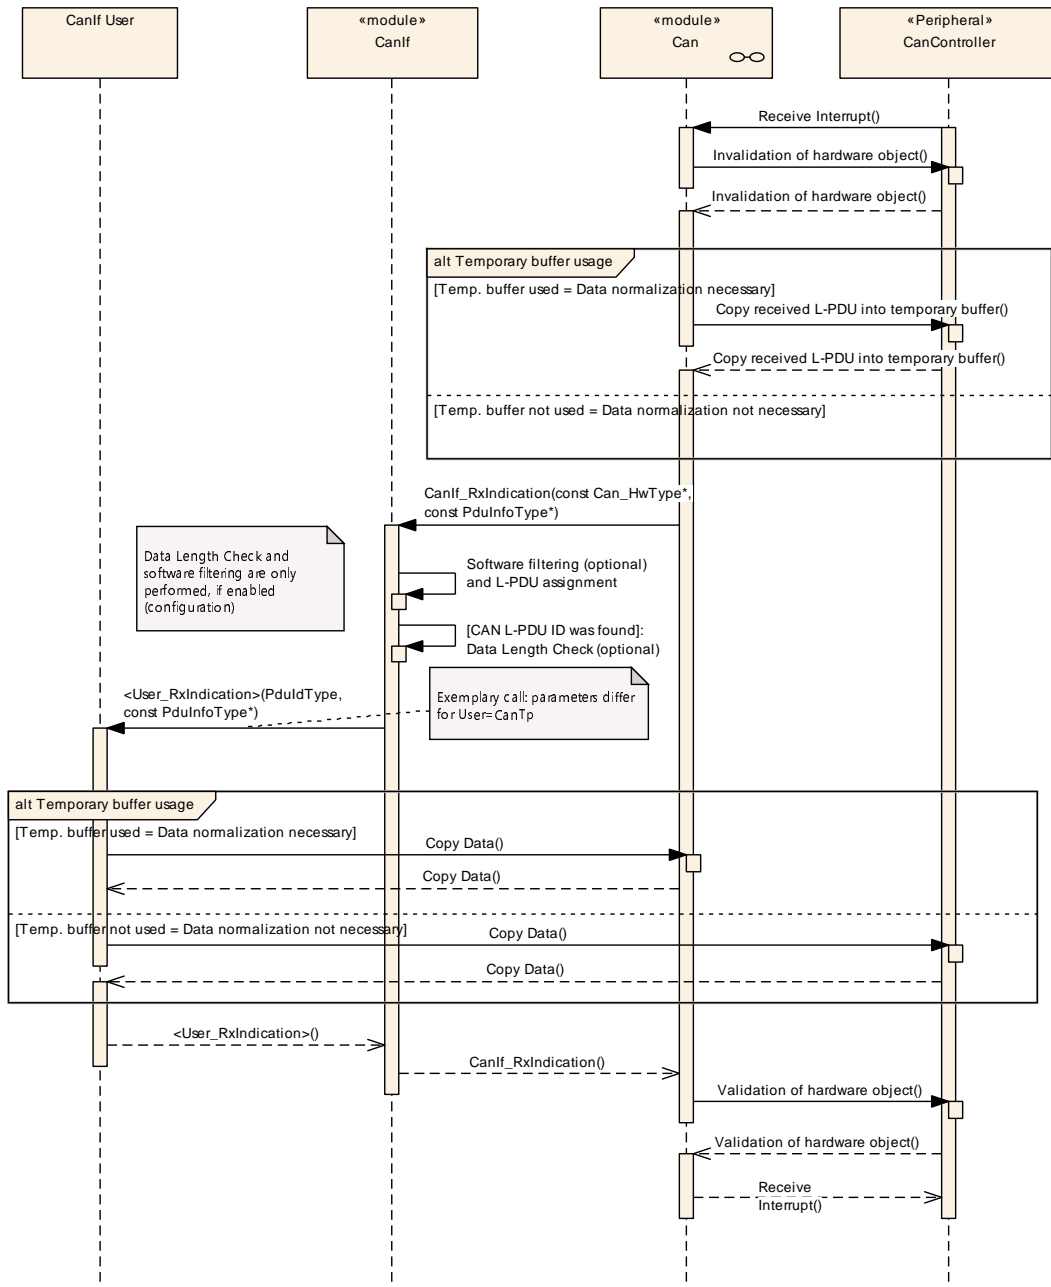 CanIf User
«module»
CanIf
«module»
Can
«Peripheral»
CanController
Receive Interrupt()
Invalidation of hardware object()
Invalidation of hardware object()
alt Temporary buffer usage
[Temp. buffer used = Data normalization necessary]
Copy received L-PDU into temporary buffer()
Copy received L-PDU into temporary buffer()
[Temp. buffer not used = Data normalization not necessary]
CanIf_RxIndication(const Can_HwType*,
const PduInfoType*)
Data Length Check and
software filtering are only
performed, if enabled
(configuration)
Software filtering (optional)
and L-PDU assignment
[CAN L-PDU ID was found]:
Data Length Check (optional)
<User_RxIndication>(PduIdType,
const PduInfoType*)
Exemplary call: parameters differ
for User=CanTp
alt Temporary buffer usage
[Temp. buffer used = Data normalization necessary]
Copy Data()
Copy Data()
[Temp. buffer not used = Data normalization not necessary]
Copy Data()
Copy Data()
<User_RxIndication>()
CanIf_RxIndication()
Validation of hardware object()
Validation of hardware object()
Receive
Interrupt()